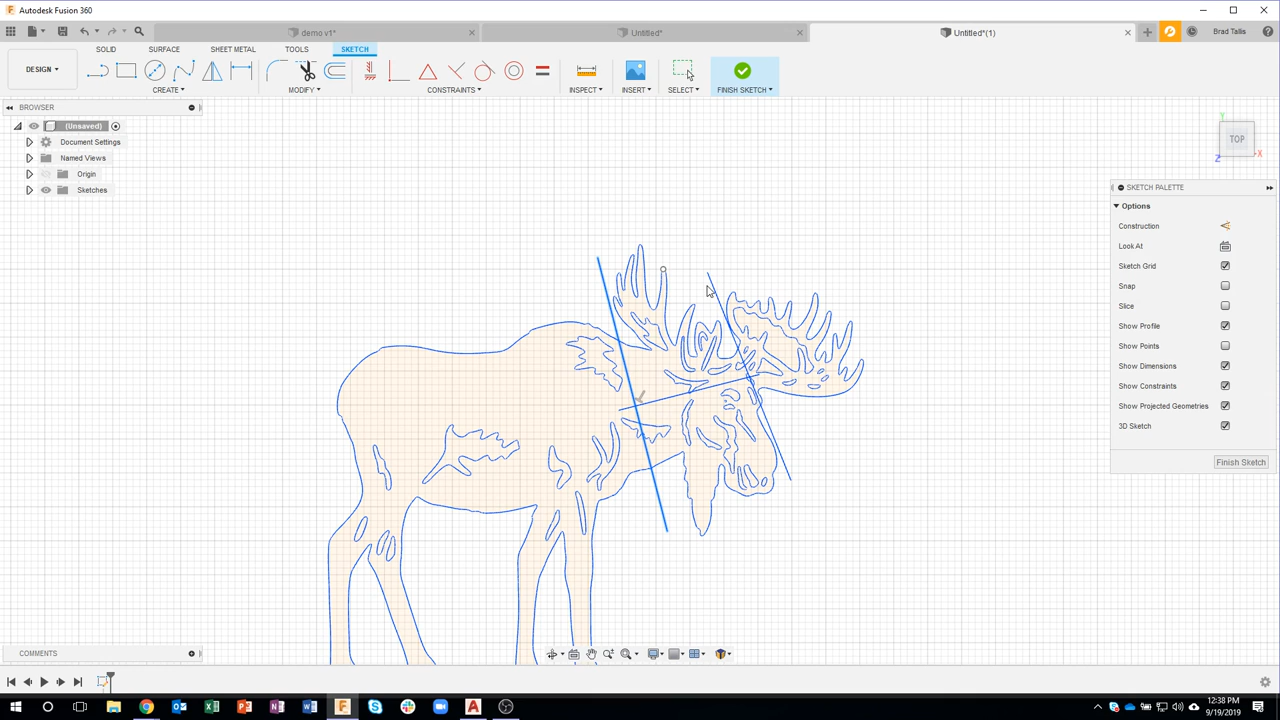 Autodesk Fusion 360
demo v1*
Untitled*
Untitled*(1)
Brad Tallis
DESIGN
SOLID
SURFACE
SHEET METAL
TOOLS
SKETCH
CREATE
MODIFY
CONSTRAINTS
INSPECT
INSERT
SELECT
FINISH SKETCH
BROWSER
(Unsaved)
Document Settings
Named Views
Origin
Sketches
Y
TOP
Z
X
SKETCH PALETTE
Options
Construction
Look At
Sketch Grid
Snap
Slice
Show Profile
Show Points
Show Dimensions
Show Constraints
Show Projected Geometries
3D Sketch
Finish Sketch
COMMENTS
12:38 PM
9/19/2019